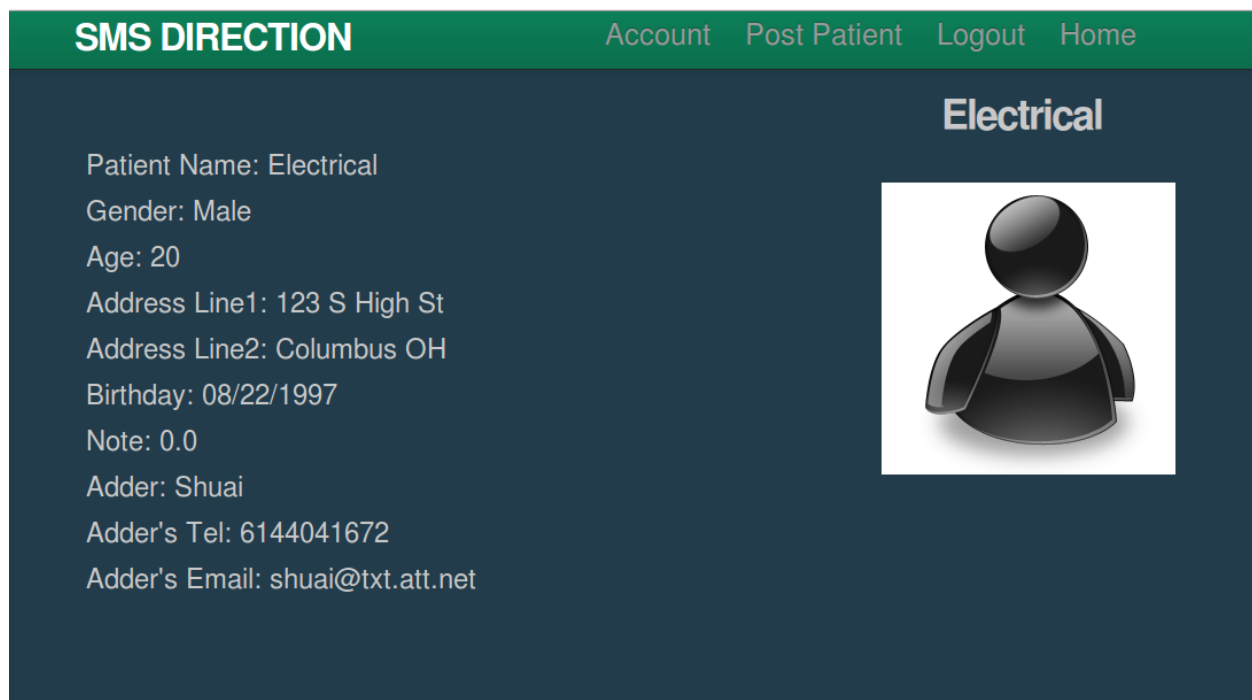 SMS DIRECTION
Account Post Patient Logout Home
Electrical
Patient Name: Electrical
Gender: Male
Age: 20
Address Line1: 123 S High St
Address Line2: Columbus OH
Birthday: 08/22/1997
Note: 0.0
Adder: Shuai
Adder's Tel: 6144041672
Adder's Email: shuai@txt.att.net